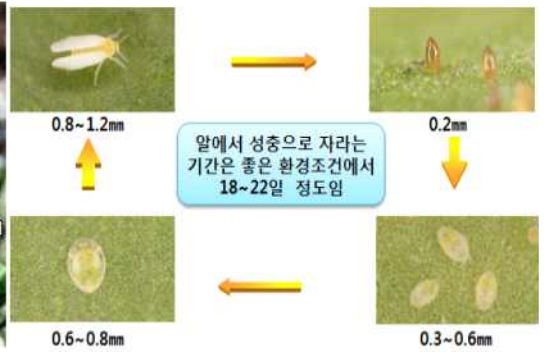 0.8~1.2㎜
0.2㎜
알에서 성충으로 자라는
기간은 좋은 환경조건에서
18~22일 정도임
0.6~0.8㎜
0.3~0.6㎜